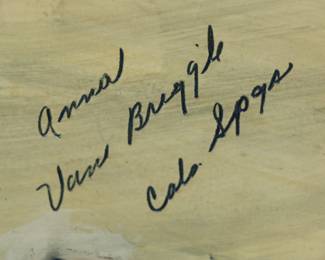 Anna
Van Briggle
Colo. Spgs